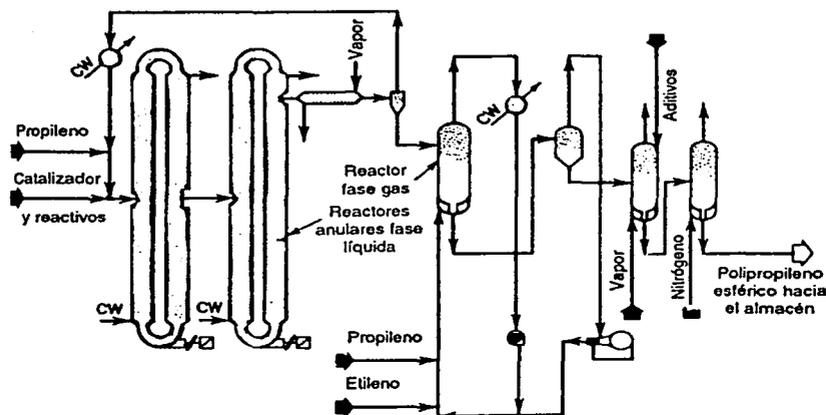 CW
Vapor
Propileno
Catalizador
y reactivos
CW
CW
Reactores
anulares fase
líquida
Reactor
fase gas
CW
Aditivos
Vapor
Nitrógeno
Polipropileno
esférico hacia
el almacén
Propileno
Etileno